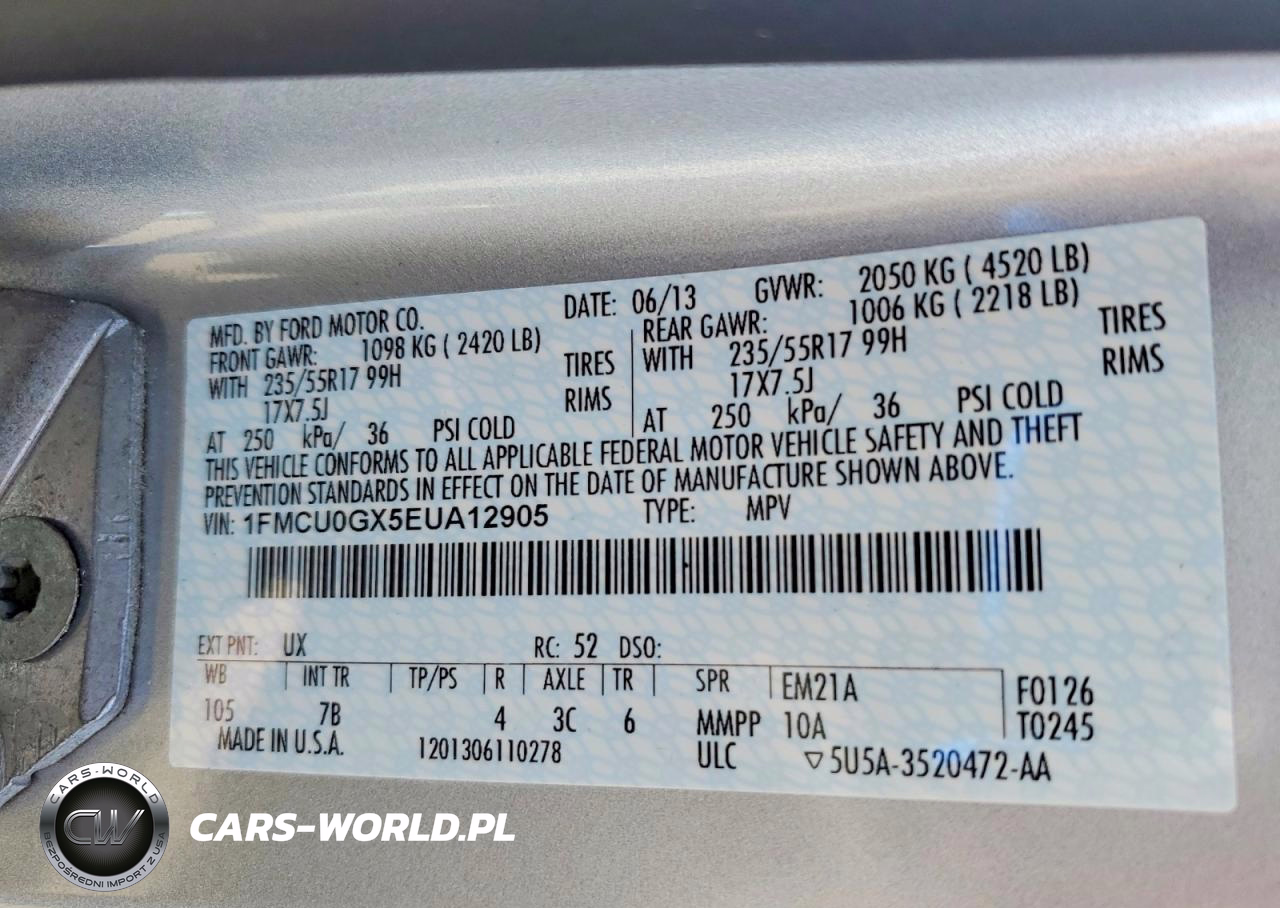 MFD. BY FORD MOTOR CO. DATE: 06/13 GVWR: 2050 KG ( 4520 LB)
FRONT GAWR: 1098 KG ( 2420 LB)
WITH 235/55R17 99H TIRES
17X7.5J RIMS
AT 250 kPa/ 36 PSI COLD
REAR GAWR: 1006 KG ( 2218 LB)
WITH 235/55R17 99H TIRES
17X7.5J RIMS
AT 250 kPa/ 36 PSI COLD
THIS VEHICLE CONFORMS TO ALL APPLICABLE FEDERAL MOTOR VEHICLE SAFETY AND THEFT
PREVENTION STANDARDS IN EFFECT ON THE DATE OF MANUFACTURE SHOWN ABOVE.
VIN: 1FMCU0GX5EUA12905 TYPE: MPV
EXT PNT: UX RC: 52 DSO:
WB INT TR TP/PS R AXLE TR SPR EM21A F0126
105 7B 4 3C 6 MMPP 10A T0245
MADE IN U.S.A. 1201306110278 ULC ▽5U5A-3520472-AA
CARS-WORLD
CW
BEZPOŚREDNI IMPORT Z USA
CARS-WORLD.PL